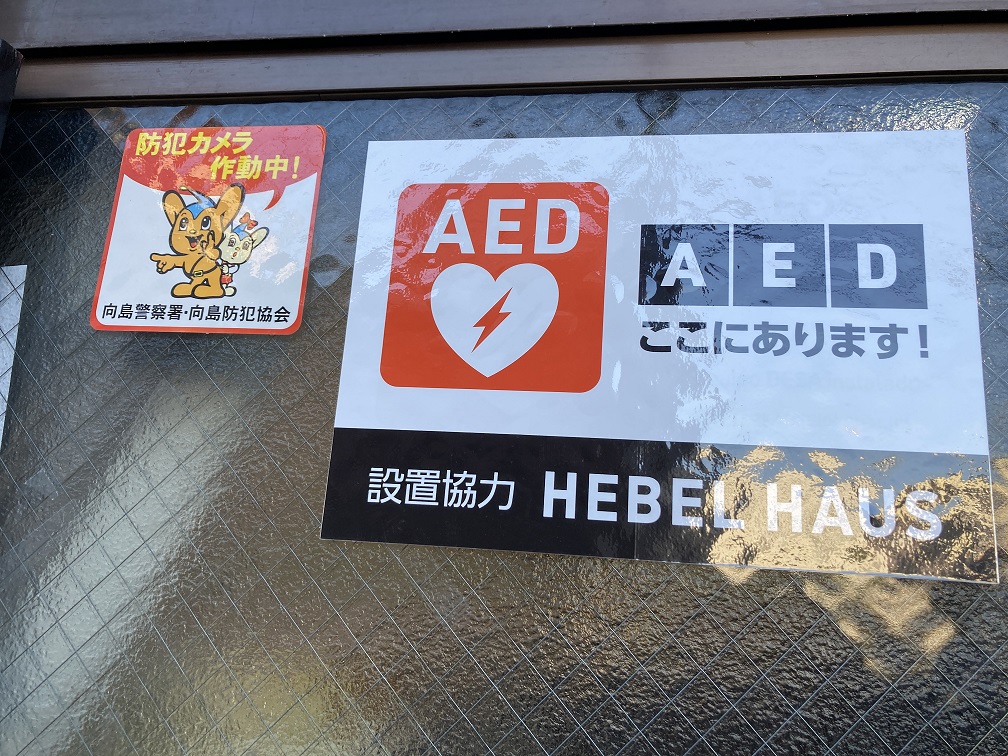 防犯カメラ
作動中!
向島警察署・向島防犯協会
AED
A E D
ここにあります!
設置協力 HEBEL HAUS